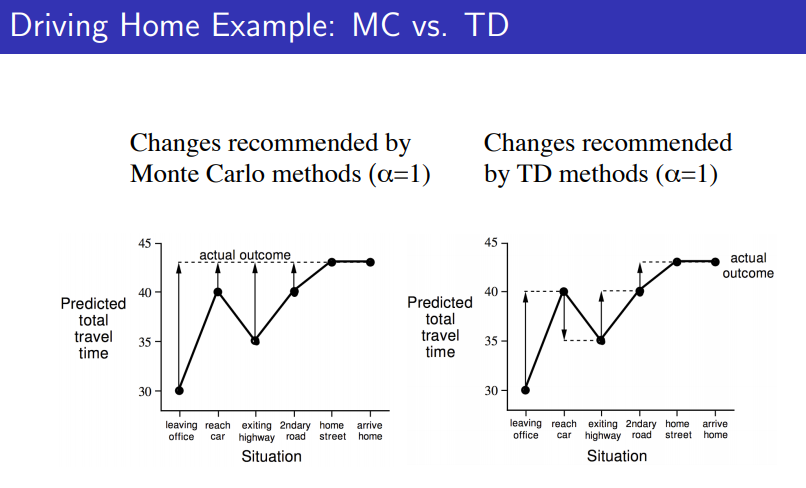 Driving Home Example: MC vs. TD
Changes recommended by
Monte Carlo methods (α=1)
45
40
35
30
actual outcome
Predicted
total
travel
time
leaving
office
reach
car
exiting
highway
2ndary
road
home
street
arrive
home
Situation
Changes recommended
by TD methods (α=1)
45
40
35
30
actual
outcome
Predicted
total
travel
time
leaving
office
reach
car
exiting
highway
2ndary
road
home
street
arrive
home
Situation